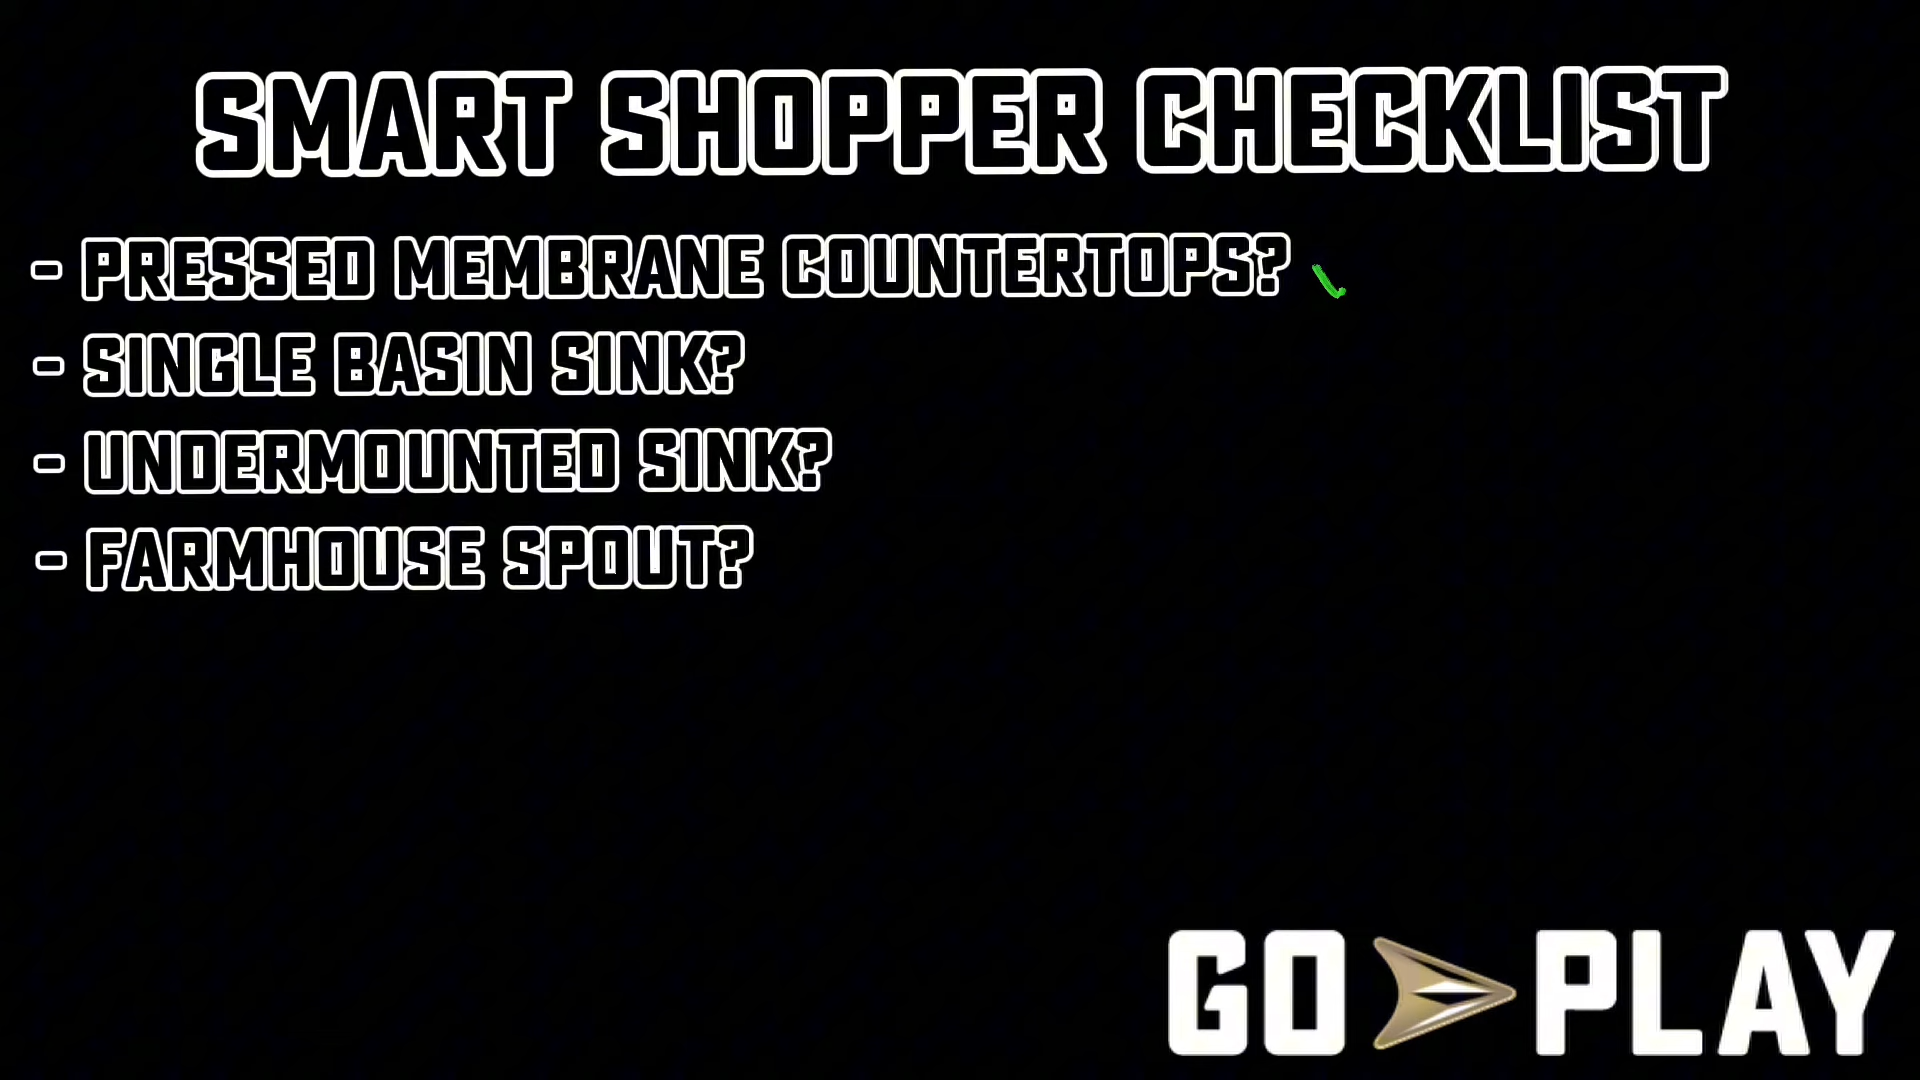 SMART SHOPPER CHECKLIST
- PRESSED MEMBRANE COUNTERTOPS?
- SINGLE BASIN SINK?
- UNDERMOUNTED SINK?
- FARMHOUSE SPOUT?
GO PLAY